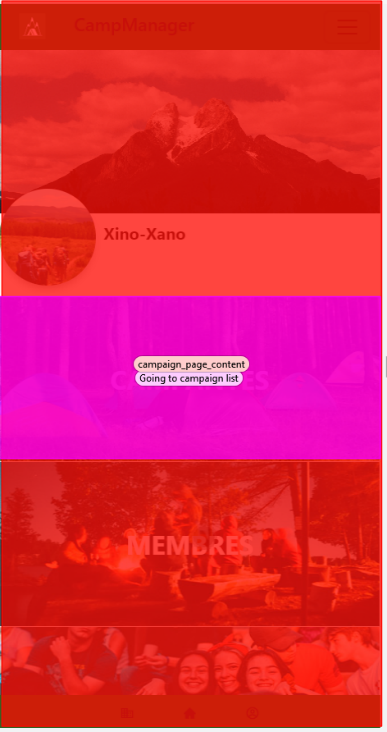 CampManager
Xino-Xano
campaign_page_content
Going to campaign list
MEMBRES